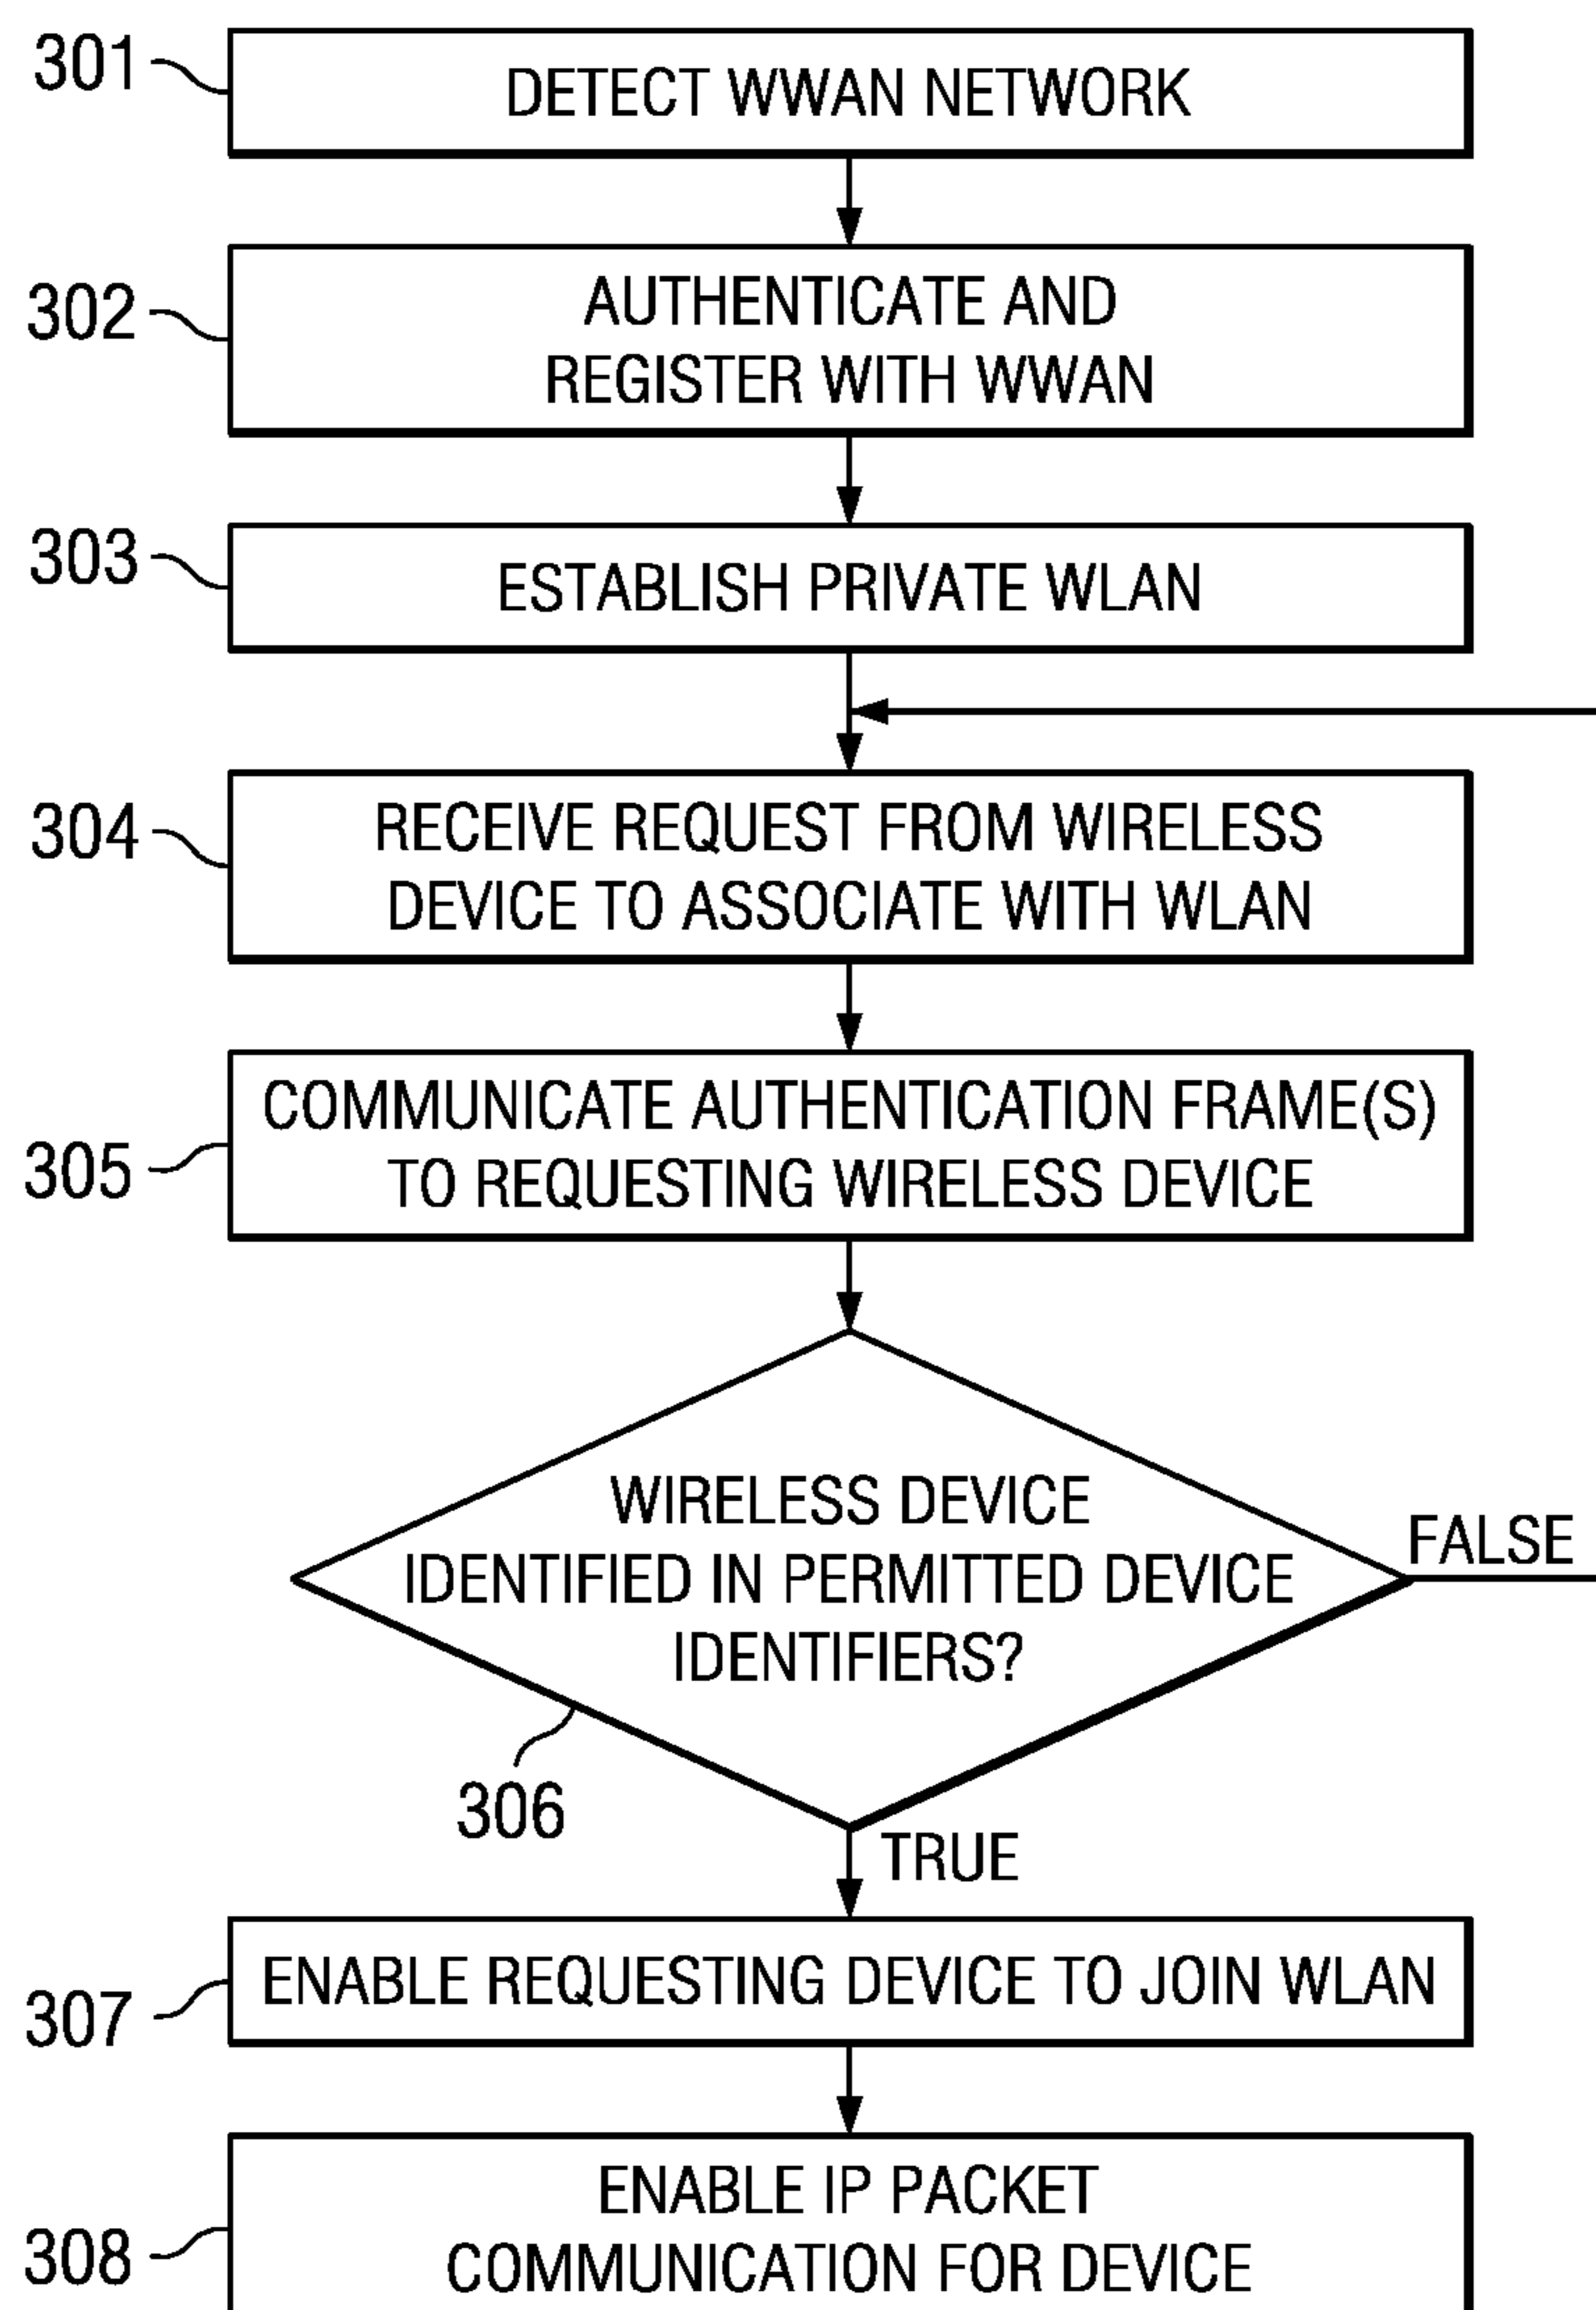 301
DETECT WWAN NETWORK
302
AUTHENTICATE AND
REGISTER WITH WWAN
303
ESTABLISH PRIVATE WLAN
304
RECEIVE REQUEST FROM WIRELESS
DEVICE TO ASSOCIATE WITH WLAN
305
COMMUNICATE AUTHENTICATION FRAME(S)
TO REQUESTING WIRELESS DEVICE
WIRELESS DEVICE
IDENTIFIED IN PERMITTED DEVICE
IDENTIFIERS?
FALSE
306
TRUE
307
ENABLE REQUESTING DEVICE TO JOIN WLAN
308
ENABLE IP PACKET
COMMUNICATION FOR DEVICE